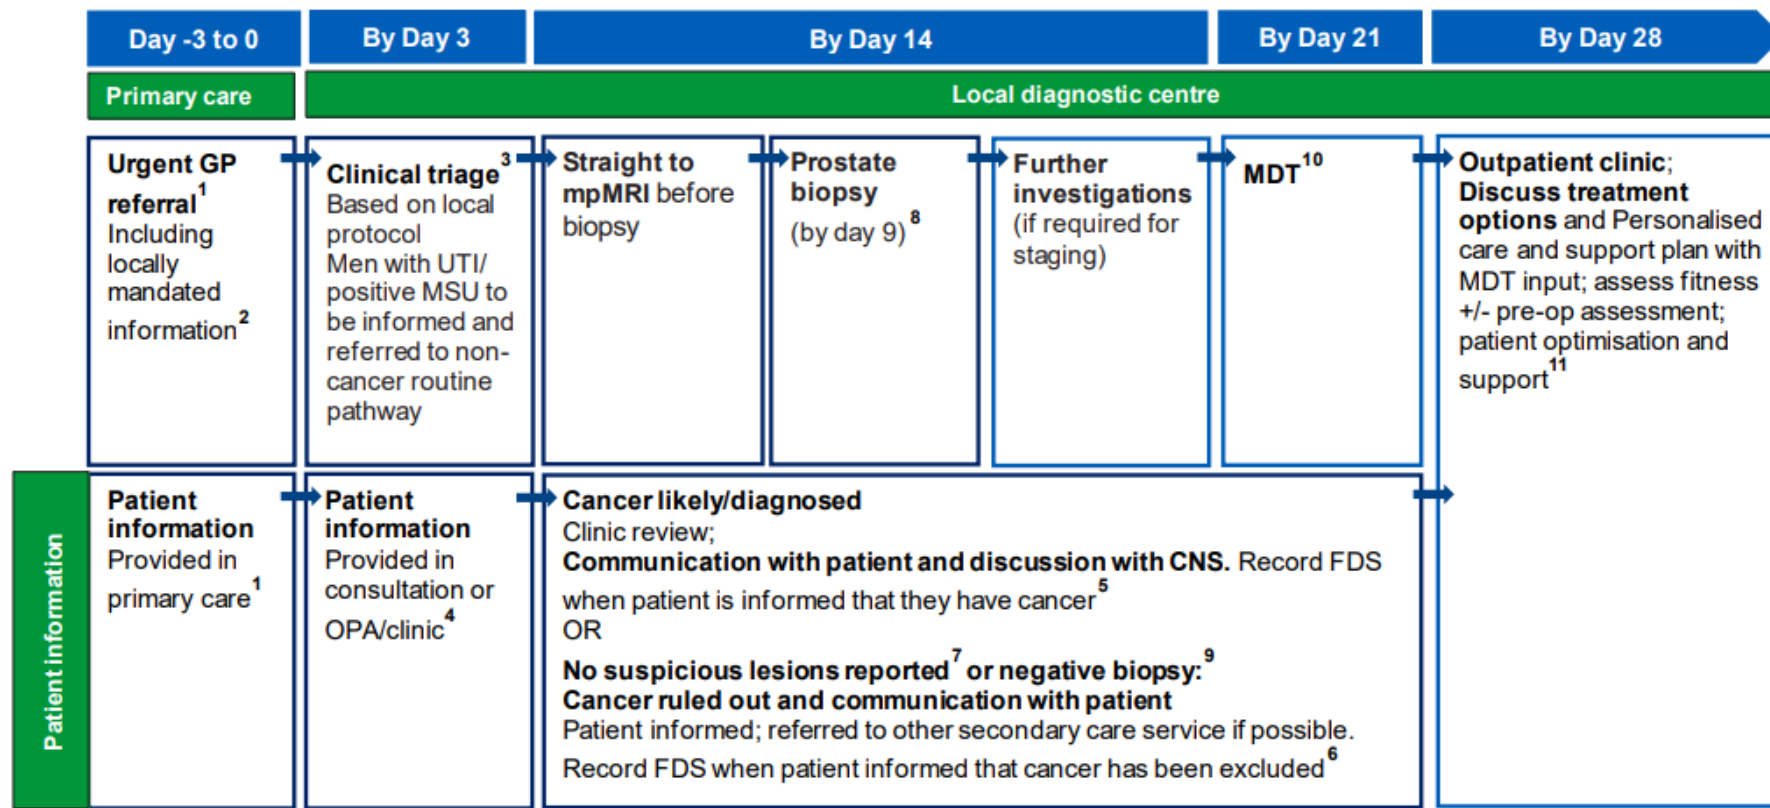 Day -3 to 0
By Day 3
By Day 14
By Day 21
By Day 28
Primary care
Local diagnostic centre
Urgent GP
referral1
Including
locally
mandated
information2
Clinical triage3
Based on local
protocol
Men with UTI/
positive MSU to
be informed and
referred to non-
cancer routine
pathway
Straight to
mpMRI before
biopsy
Prostate
biopsy
(by day 9)8
Further
investigations
(if required for
staging)
MDT10
Outpatient clinic;
Discuss treatment
options and Personalised
care and support plan with
MDT input; assess fitness
+/- pre-op assessment;
patient optimisation and
support11
Patient information
Patient
information
Provided in
primary care1
Patient
information
Provided in
consultation or
OPA/clinic4
Cancer likely/diagnosed
Clinic review;
Communication with patient and discussion with CNS. Record FDS
when patient is informed that they have cancer5
OR
No suspicious lesions reported7 or negative biopsy:9
Cancer ruled out and communication with patient
Patient informed; referred to other secondary care service if possible.
Record FDS when patient informed that cancer has been excluded6